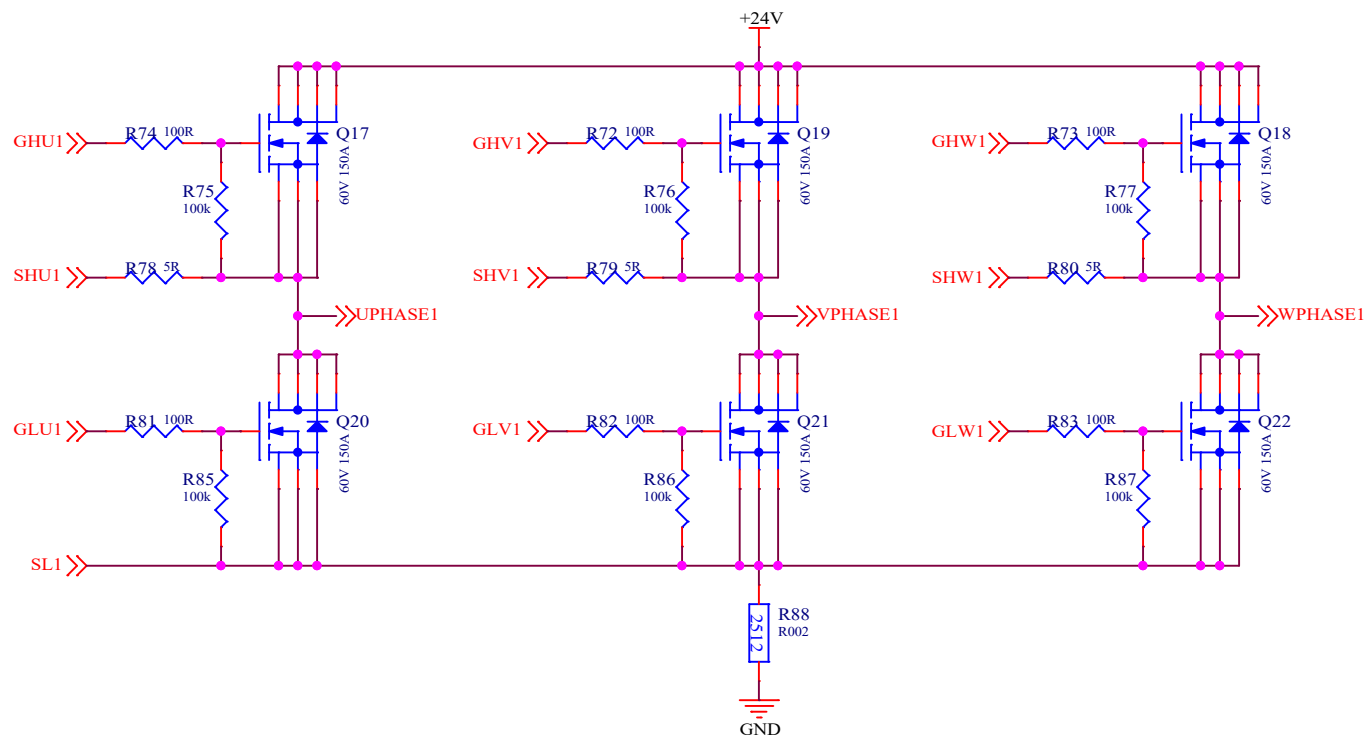 +24V
GHU1
R74 100R
Q17
60V 150A
R75
100k
SHU1
R78 5R
UPHASE1
GHV1
R72 100R
Q19
60V 150A
R76
100k
SHV1
R79 5R
VPHASE1
GHW1
R73 100R
Q18
60V 150A
R77
100k
SHW1
R80 5R
WPHASE1
GLU1
R81 100R
Q20
60V 150A
R85
100k
GLV1
R82 100R
Q21
60V 150A
R86
100k
GLW1
R83 100R
Q22
60V 150A
R87
100k
SL1
R88
R002
2512
GND